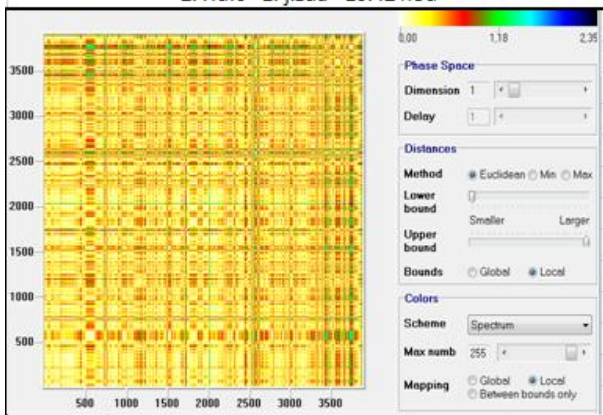 0,00 1,18 2,35
Phase Space
Dimension 1
Delay 1
Distances
Method Euclidean Min Max
Lower bound
Smaller Larger
Upper bound
Bounds Global Local
Colors
Scheme Spectrum
Max numb 255
Mapping Global Local
Between bounds only
3500
3000
2500
2000
1500
1000
500
500 1000 1500 2000 2500 3000 3500